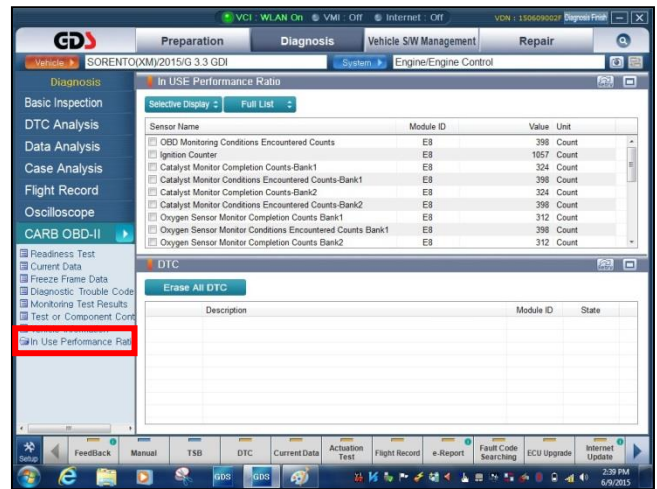 VCI : WLAN On VMI : Off Internet : Off VDN : 150609002F Diagnosis Finish
GDS Preparation Diagnosis Vehicle S/W Management Repair
Vehicle SORENTO(XM)/2015/G 3.3 GDI System Engine/Engine Control
Diagnosis
Basic Inspection
DTC Analysis
Data Analysis
Case Analysis
Flight Record
Oscilloscope
CARB OBD-II
Readiness Test
Current Data
Freeze Frame Data
Diagnostic Trouble Code
Monitoring Test Results
Test or Component Cont
In Use Performance Rati
In USE Performance Ratio
Selective Display Full List
Sensor Name Module ID Value Unit
OBD Monitoring Conditions Encountered Counts E8 398 Count
Ignition Counter E8 1057 Count
Catalyst Monitor Completion Counts-Bank1 E8 324 Count
Catalyst Monitor Conditions Encountered Counts-Bank1 E8 398 Count
Catalyst Monitor Completion Counts-Bank2 E8 324 Count
Catalyst Monitor Conditions Encountered Counts-Bank2 E8 398 Count
Oxygen Sensor Monitor Completion Counts Bank1 E8 312 Count
Oxygen Sensor Monitor Conditions Encountered Counts Bank1 E8 398 Count
Oxygen Sensor Monitor Completion Counts Bank2 E8 312 Count
DTC
Erase All DTC
Description Module ID State
Setup FeedBack Manual TSB DTC Current Data Actuation Test Flight Record e-Report Fault Code Searching ECU Upgrade Internet Update
GDS GDS 2:39 PM
6/9/2015